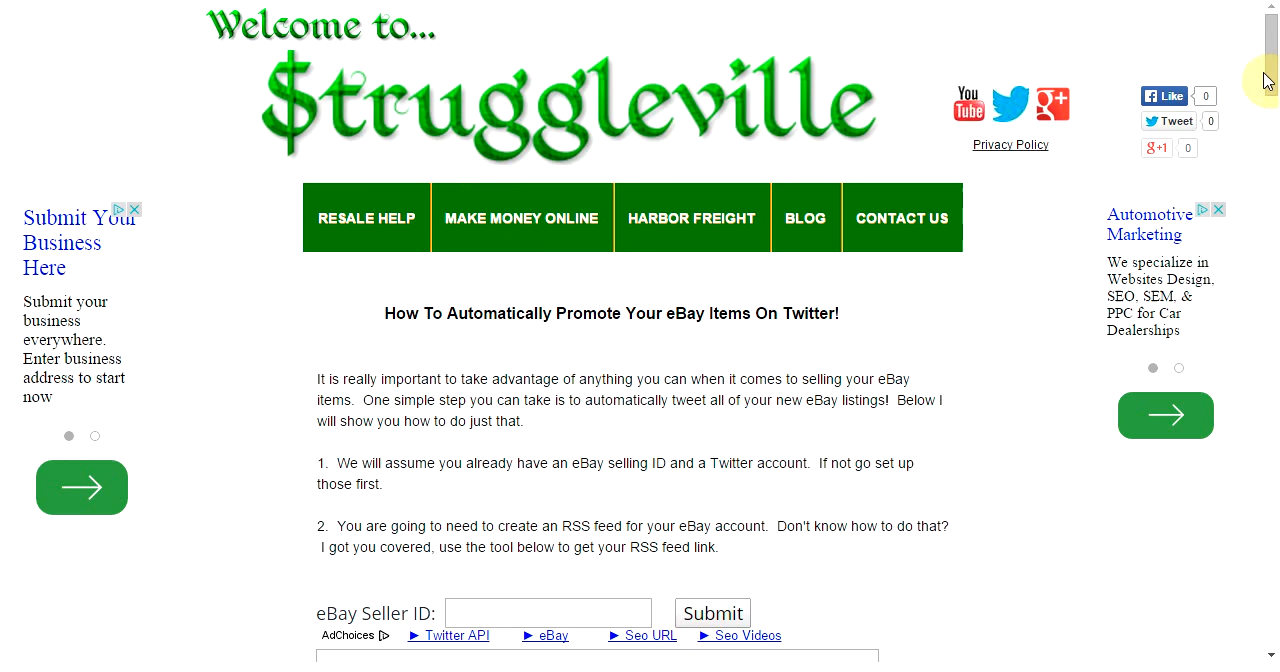 Welcome to...
$truggleville
You
Tube
g+
Privacy Policy
Like 0
Tweet 0
g+1 0
RESALE HELP
MAKE MONEY ONLINE
HARBOR FREIGHT
BLOG
CONTACT US
Submit Your
Business
Here
Submit your
business
everywhere.
Enter business
address to start
now
Automotive
Marketing
We specialize in
Websites Design,
SEO, SEM, &
PPC for Car
Dealerships
How To Automatically Promote Your eBay Items On Twitter!
It is really important to take advantage of anything you can when it comes to selling your eBay
items.  One simple step you can take is to automatically tweet all of your new eBay listings!  Below I
will show you how to do just that.
1.  We will assume you already have an eBay selling ID and a Twitter account.  If not go set up
those first.
2.  You are going to need to create an RSS feed for your eBay account.  Don't know how to do that?
I got you covered, use the tool below to get your RSS feed link.
eBay Seller ID:
Submit
AdChoices
► Twitter API
► eBay
► Seo URL
► Seo Videos